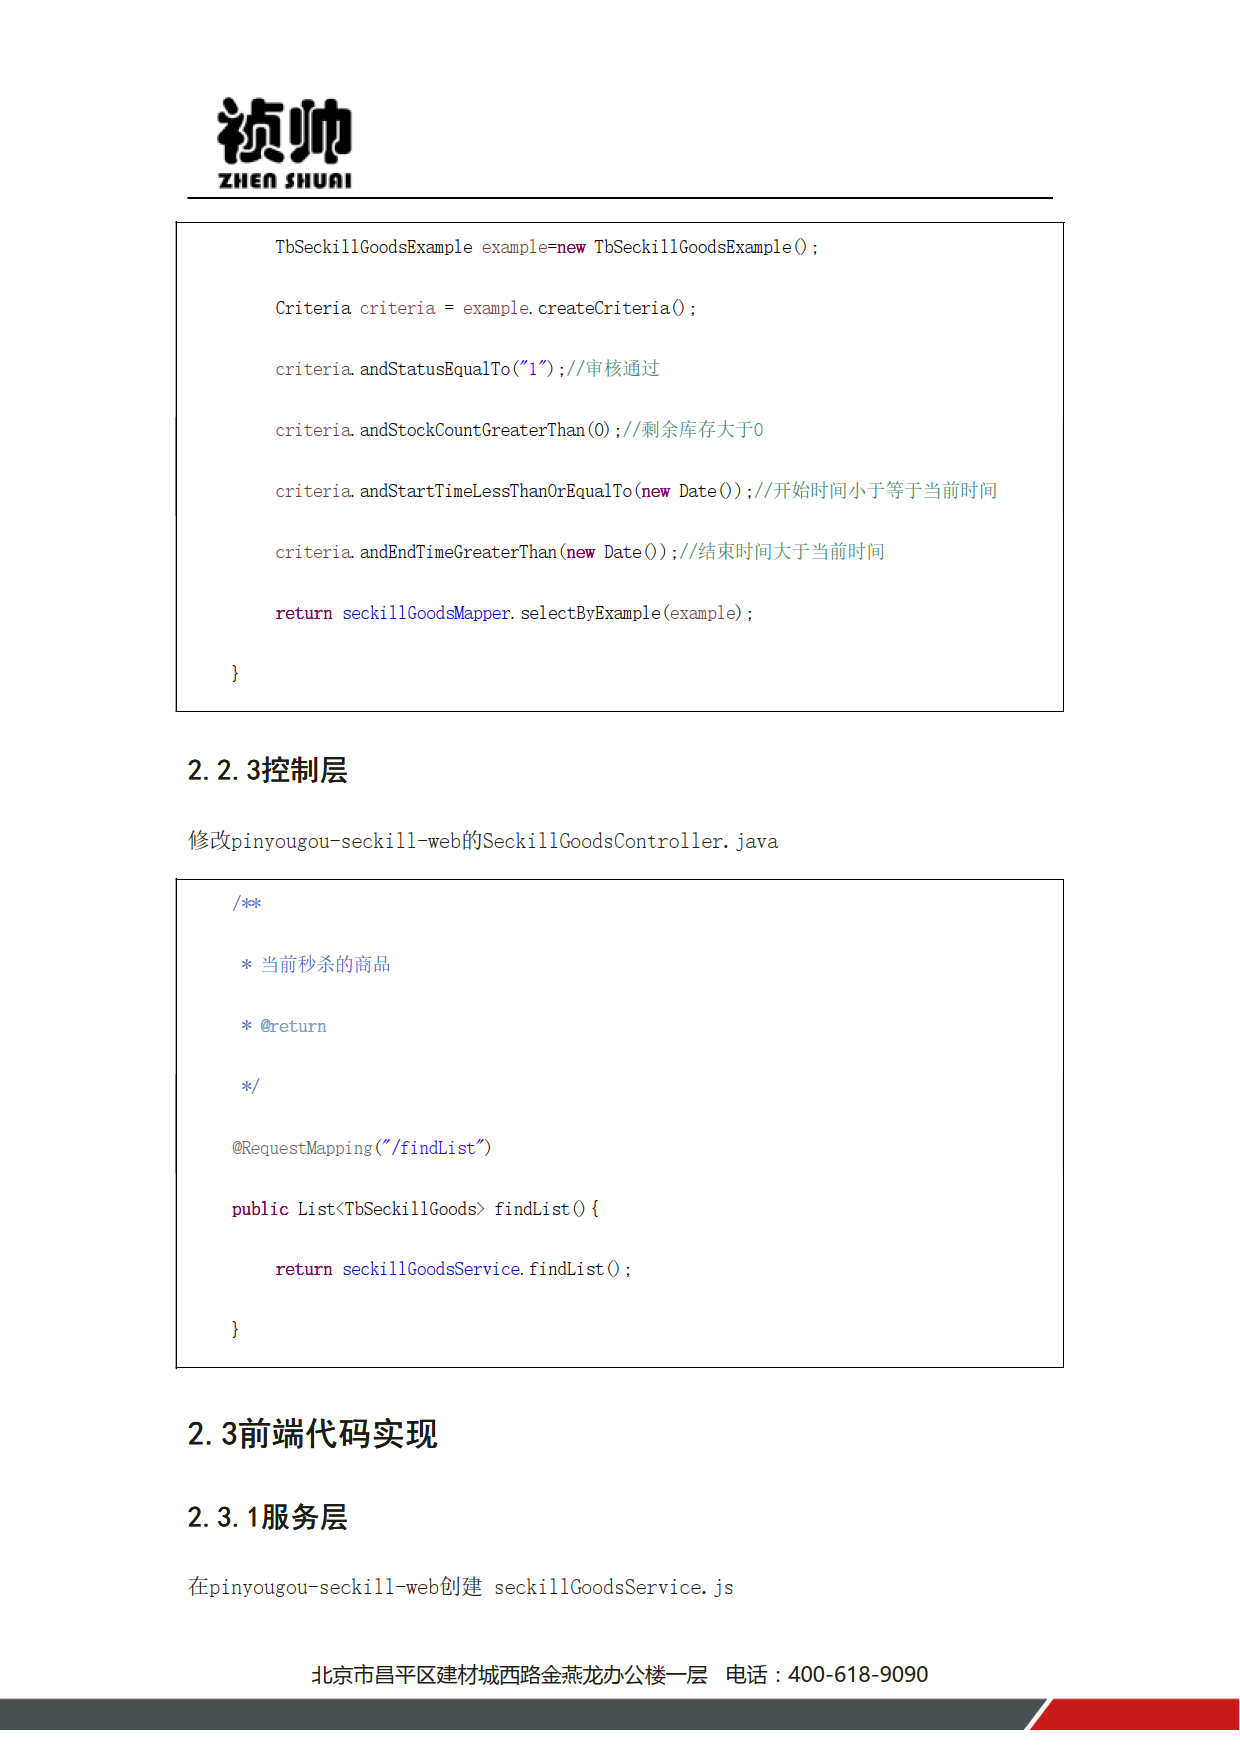 祯帅
ZHEN SHUAI
TbSeckillGoodsExample example=new TbSeckillGoodsExample();
Criteria criteria = example.createCriteria();
criteria.andStatusEqualTo("1");//审核通过
criteria.andStockCountGreaterThan(0);//剩余库存大于0
criteria.andStartTimeLessThanOrEqualTo(new Date());//开始时间小于等于当前时间
criteria.andEndTimeGreaterThan(new Date());//结束时间大于当前时间
return seckillGoodsMapper.selectByExample(example);
}
2.2.3控制层
修改pinyougou-seckill-web的SeckillGoodsController.java
/**
* 当前秒杀的商品
* @return
*/
@RequestMapping("/findList")
public List<TbSeckillGoods> findList(){
return seckillGoodsService.findList();
}
2.3前端代码实现
2.3.1服务层
在pinyougou-seckill-web创建 seckillGoodsService.js
北京市昌平区建材城西路金燕龙办公楼一层 电话：400-618-9090